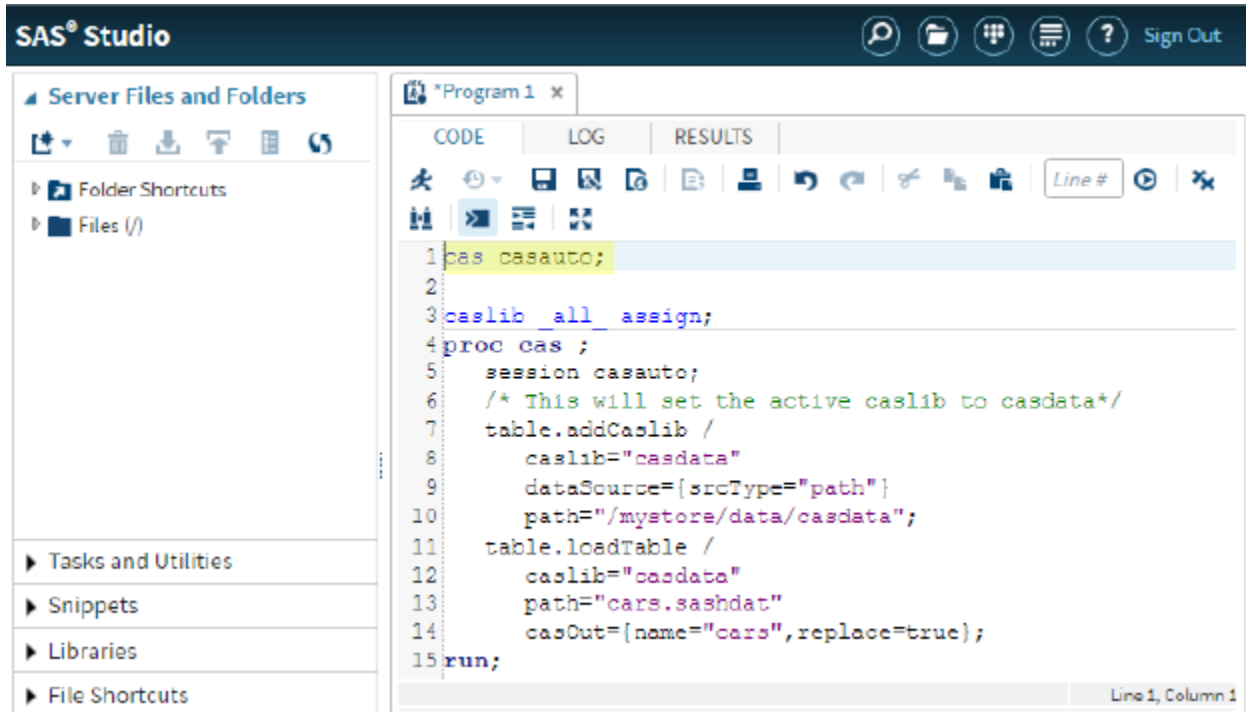 SAS® Studio
Sign Out
Server Files and Folders
Folder Shortcuts
Files (/)
Tasks and Utilities
Snippets
Libraries
File Shortcuts
*Program 1
CODE LOG RESULTS
Line #
1 cas casauto;
2
3 caslib _all_ assign;
4 proc cas ;
5 session casauto;
6 /* This will set the active caslib to casdata*/
7 table.addCaslib /
8 caslib="casdata"
9 dataSource={srcType="path"}
10 path="/mystore/data/casdata";
11 table.loadTable /
12 caslib="casdata"
13 path="cars.sashdat"
14 casOut={name="cars",replace=true};
15 run;
Line 1, Column 1